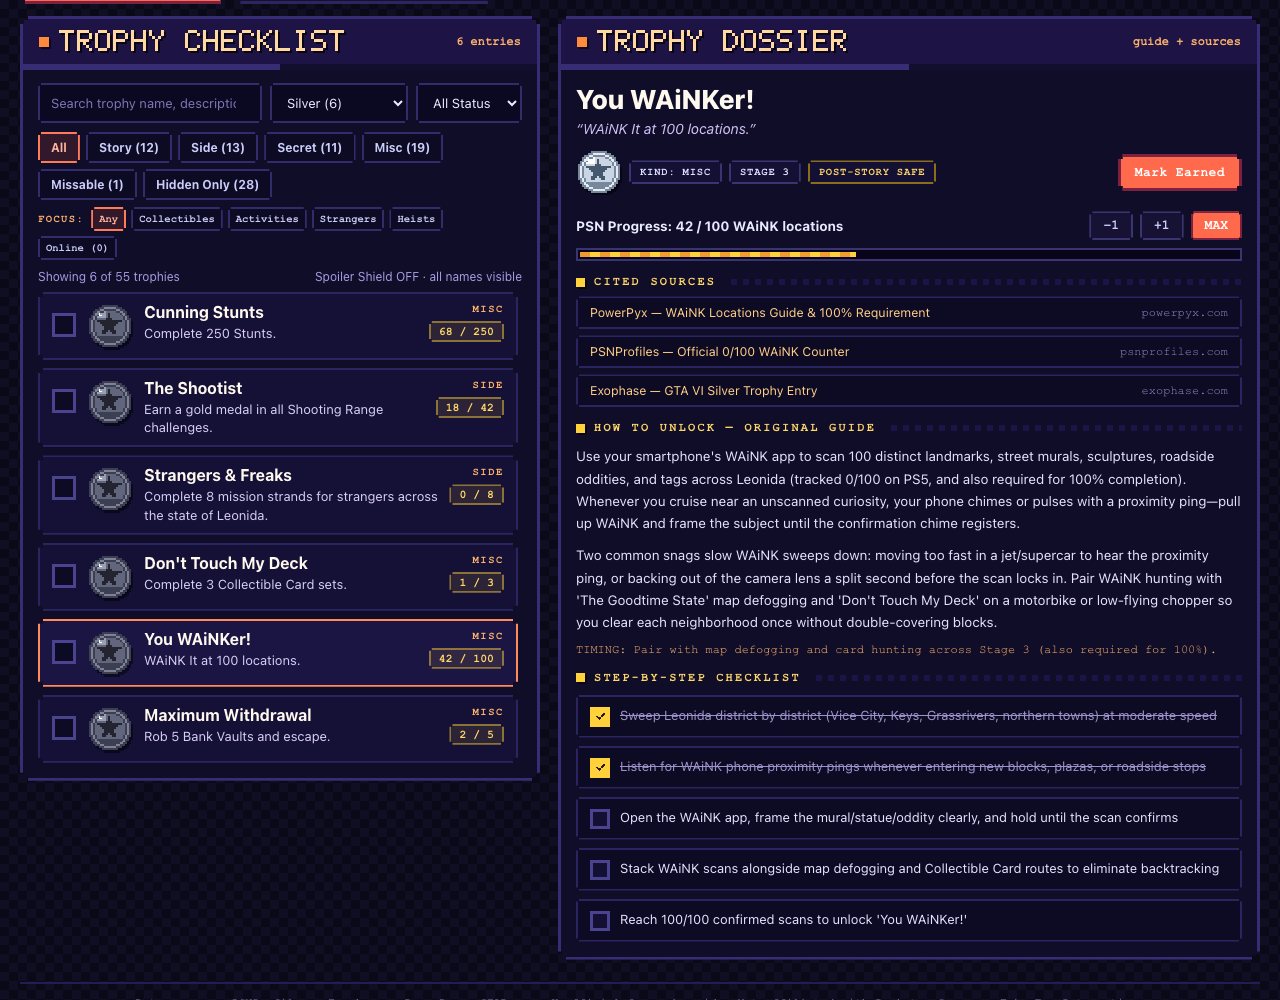 TROPHY CHECKLIST
6 entries
Search trophy name, descriptic
Silver (6)
All Status
All
Story (12)
Side (13)
Secret (11)
Misc (19)
Missable (1)
Hidden Only (28)
FOCUS:
Any
Collectibles
Activities
Strangers
Heists
Online (0)
Showing 6 of 55 trophies
Spoiler Shield OFF · all names visible
Cunning Stunts
Complete 250 Stunts.
MISC
68 / 250
The Shootist
Earn a gold medal in all Shooting Range
challenges.
SIDE
18 / 42
Strangers & Freaks
Complete 8 mission strands for strangers across
the state of Leonida.
SIDE
0 / 8
Don't Touch My Deck
Complete 3 Collectible Card sets.
MISC
1 / 3
You WAiNKer!
WAiNK It at 100 locations.
MISC
42 / 100
Maximum Withdrawal
Rob 5 Bank Vaults and escape.
MISC
2 / 5
TROPHY DOSSIER
guide + sources
You WAiNKer!
“WAiNK It at 100 locations.”
KIND: MISC
STAGE 3
POST-STORY SAFE
Mark Earned
PSN Progress: 42 / 100 WAiNK locations
−1
+1
MAX
CITED SOURCES
PowerPyx — WAiNK Locations Guide & 100% Requirement
powerpyx.com
PSNProfiles — Official 0/100 WAiNK Counter
psnprofiles.com
Exophase — GTA VI Silver Trophy Entry
exophase.com
HOW TO UNLOCK — ORIGINAL GUIDE
Use your smartphone's WAiNK app to scan 100 distinct landmarks, street murals, sculptures, roadside
oddities, and tags across Leonida (tracked 0/100 on PS5, and also required for 100% completion).
Whenever you cruise near an unscanned curiosity, your phone chimes or pulses with a proximity ping—pull
up WAiNK and frame the subject until the confirmation chime registers.
Two common snags slow WAiNK sweeps down: moving too fast in a jet/supercar to hear the proximity
ping, or backing out of the camera lens a split second before the scan locks in. Pair WAiNK hunting with
'The Goodtime State' map defogging and 'Don't Touch My Deck' on a motorbike or low-flying chopper so
you clear each neighborhood once without double-covering blocks.
TIMING: Pair with map defogging and card hunting across Stage 3 (also required for 100%).
STEP-BY-STEP CHECKLIST
Sweep Leonida district by district (Vice City, Keys, Grassrivers, northern towns) at moderate speed
Listen for WAiNK phone proximity pings whenever entering new blocks, plazas, or roadside stops
Open the WAiNK app, frame the mural/statue/oddity clearly, and hold until the scan confirms
Stack WAiNK scans alongside map defogging and Collectible Card routes to eliminate backtracking
Reach 100/100 confirmed scans to unlock 'You WAiNKer!'